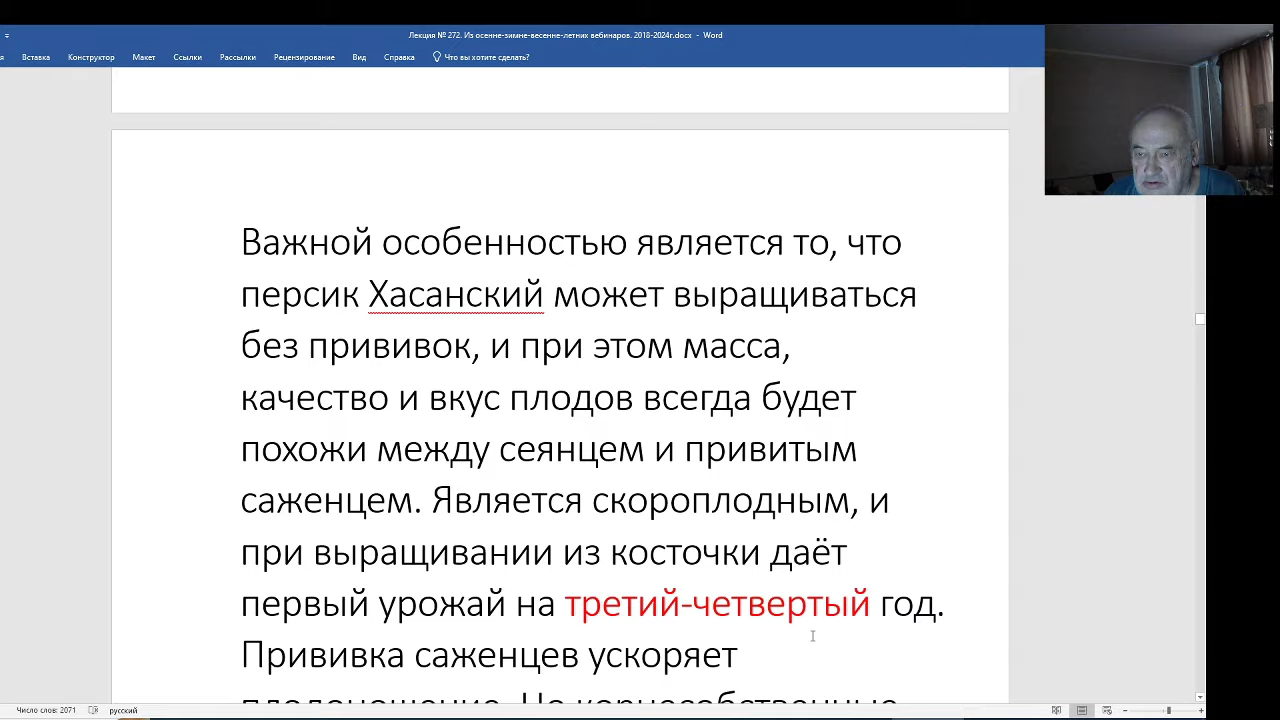 Лекция № 272. Из осенне-зимне-весенне-летних вебинаров. 2018-2024г.docx - Word
Вставка Конструктор Макет Ссылки Рассылки Рецензирование Вид Справка Что вы хотите сделать?
Важной особенностью является то, что
персик Хасанский может выращиваться
без прививок, и при этом масса,
качество и вкус плодов всегда будет
похожи между сеянцем и привитым
саженцем. Является скороплодным, и
при выращивании из косточки даёт
первый урожай на третий-четвертый год.
Прививка саженцев ускоряет
плодоношение. Но корнесобственные
Число слов: 2071 русский